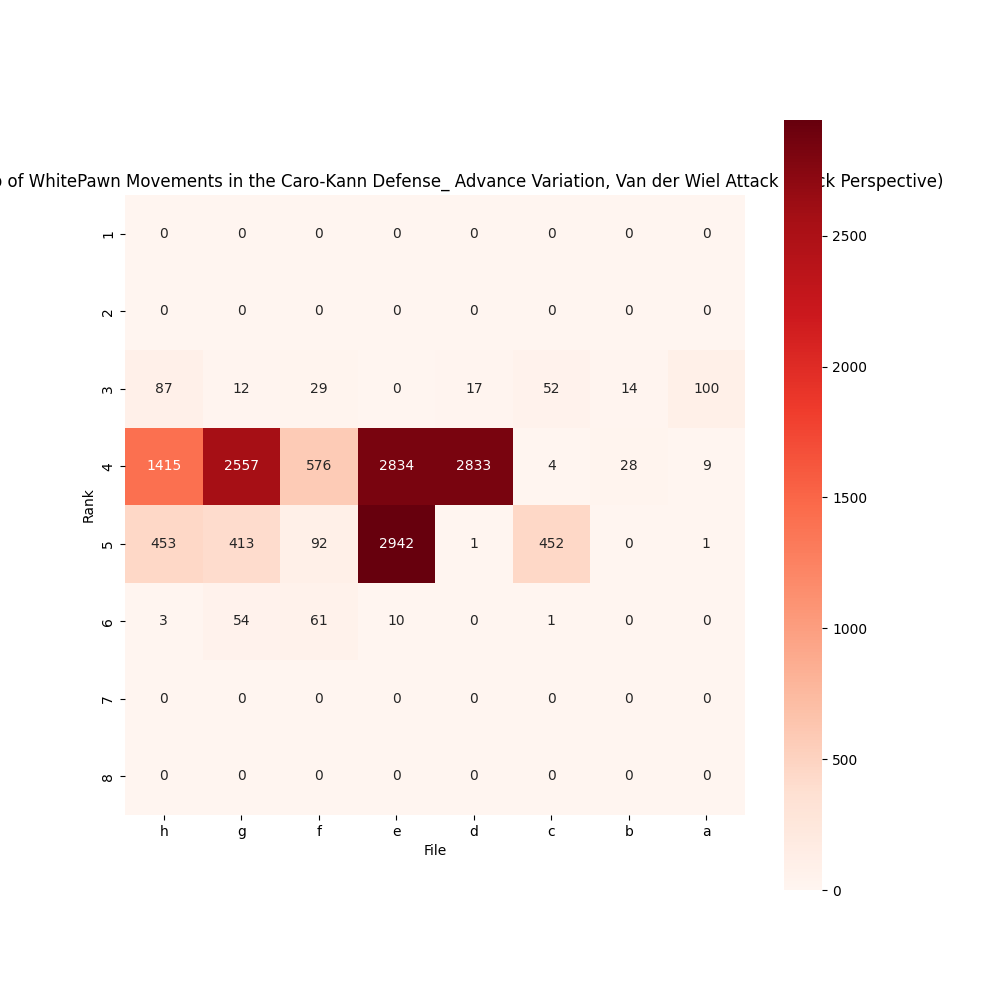 of WhitePawn Movements in the Caro-Kann Defense_ Advance Variation, Van der Wiel Attack Perspective)
2500
1 0 0 0 0 0 0 0 0
2 0 0 0 0 0 0 0 0
2000
3 87 12 29 0 17 52 14 100
4 1415 2557 576 2834 2833 4 28 9
1500
Rank
5 453 413 92 2942 1 452 0 1
6 3 54 61 10 0 1 0 0
1000
7 0 0 0 0 0 0 0 0
500
8 0 0 0 0 0 0 0 0
h g f e d c b a
File
0